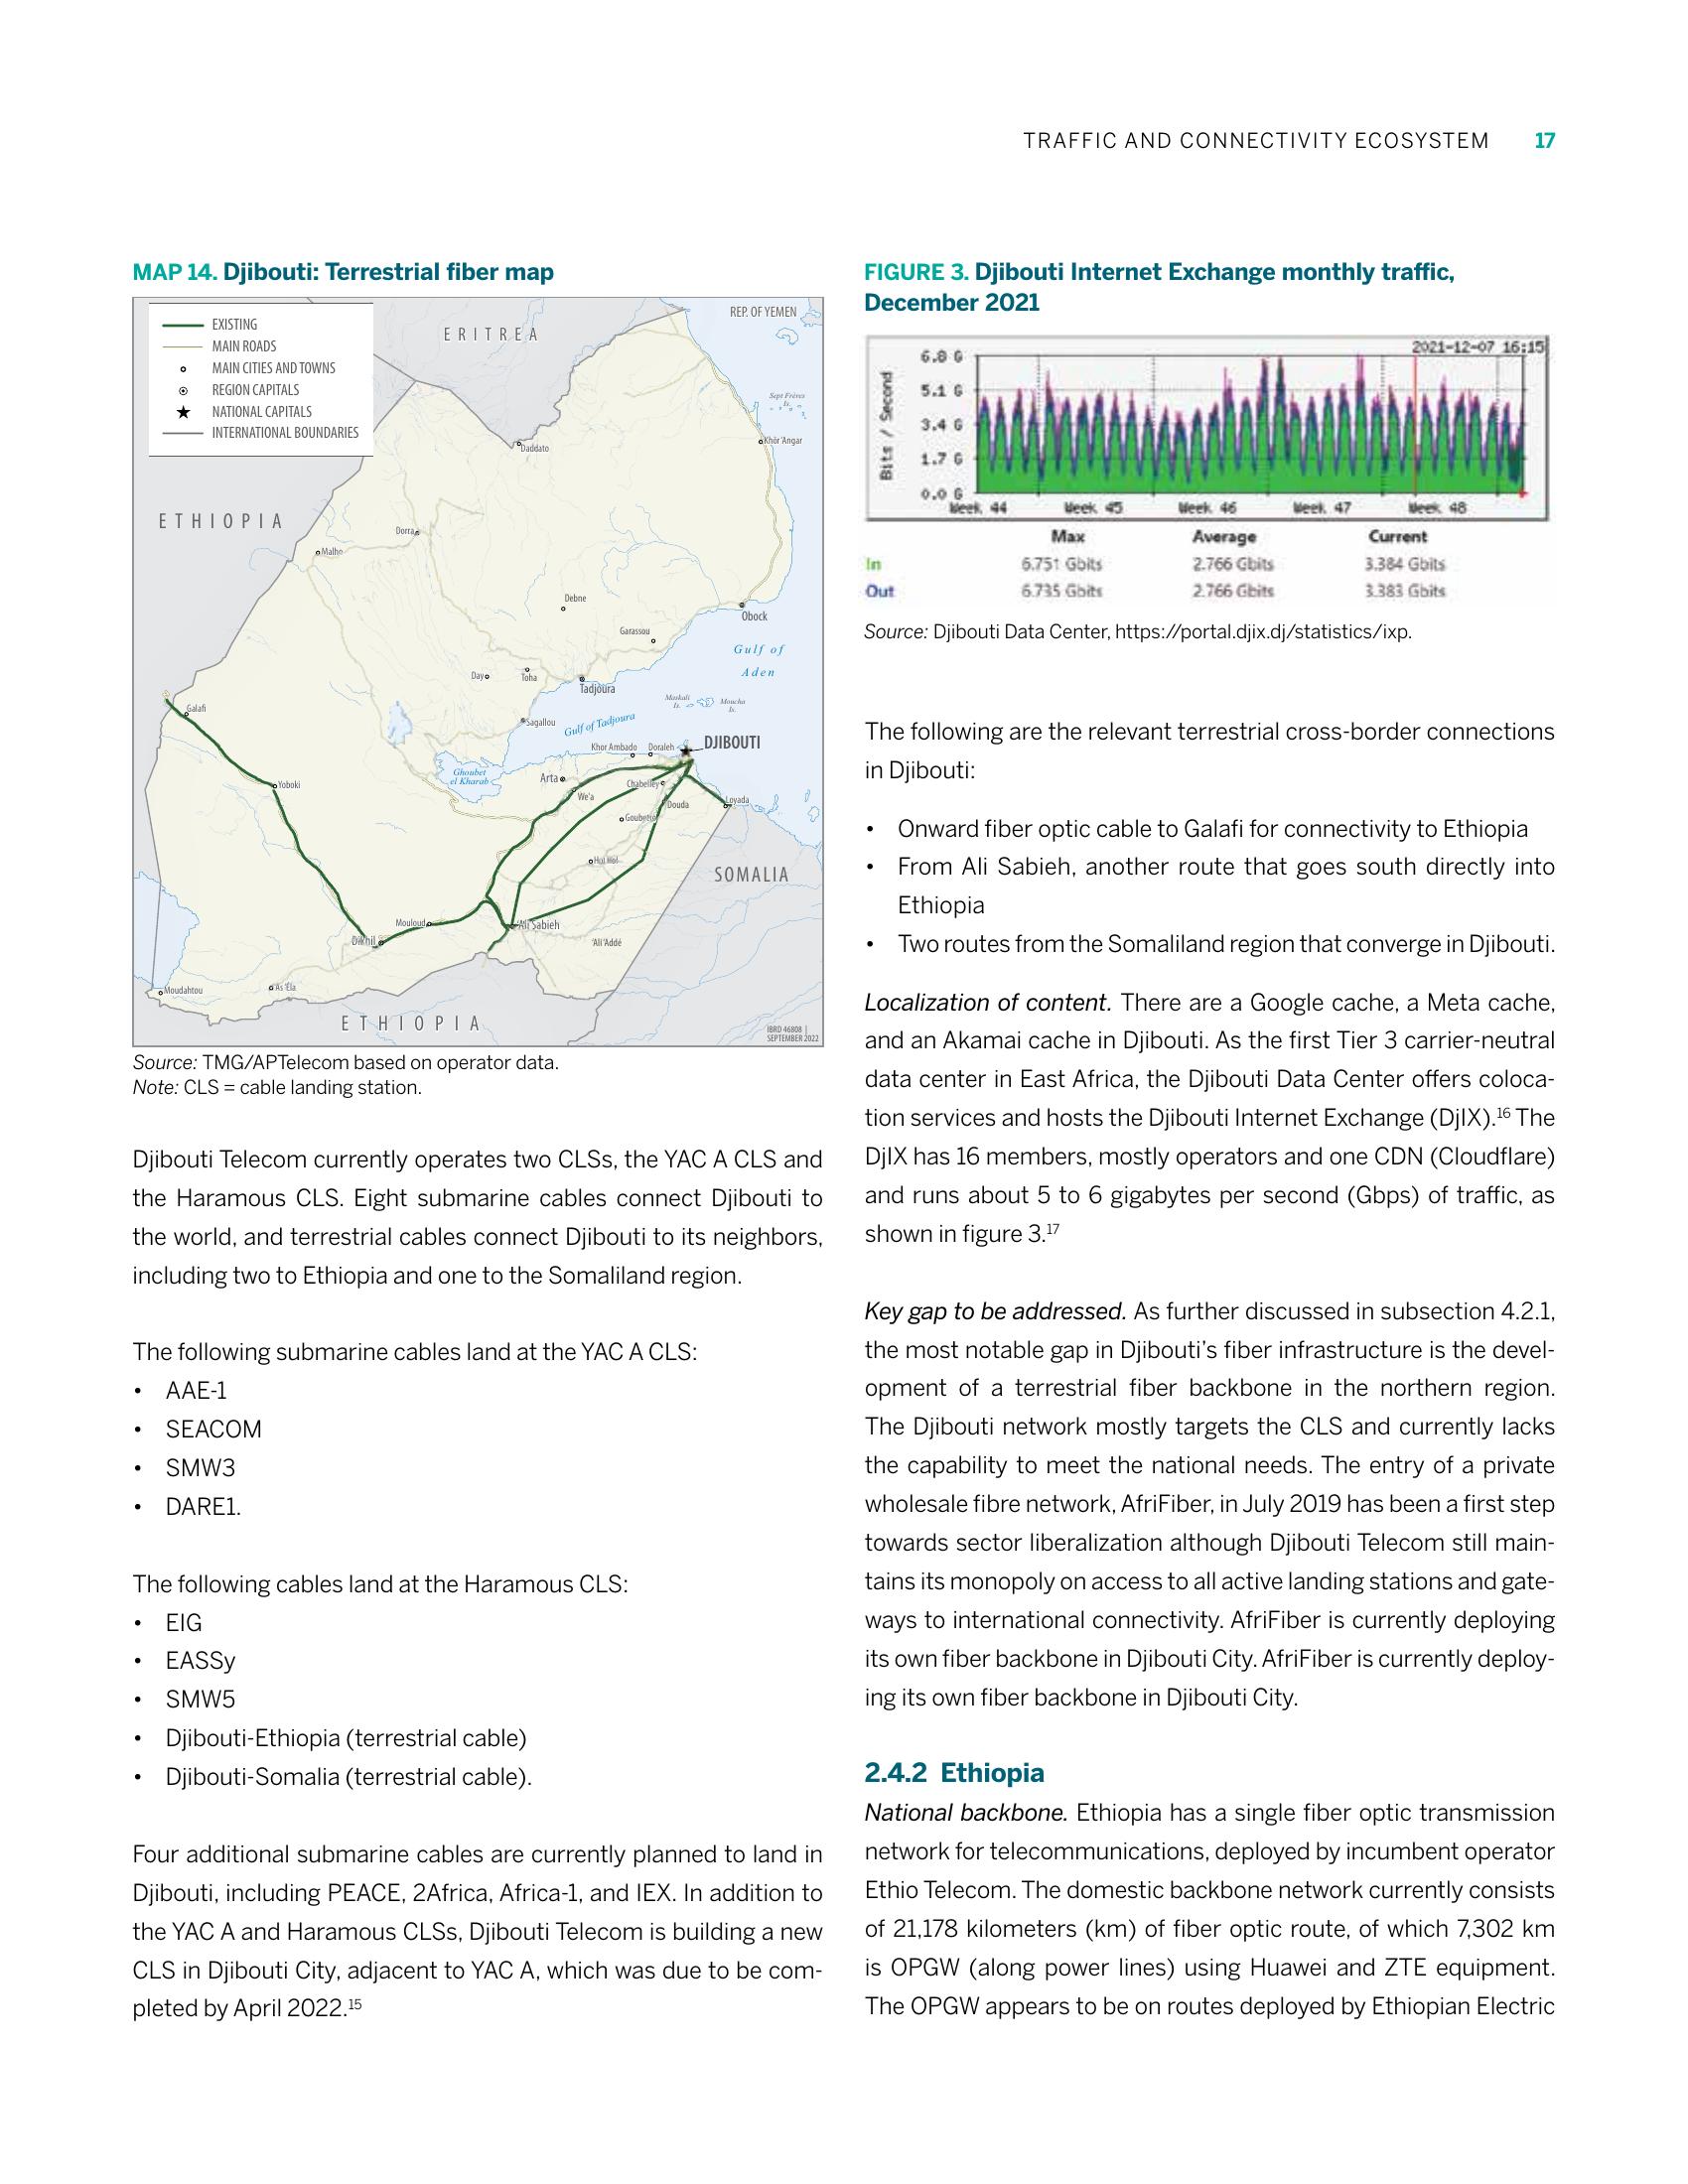 TRAFFIC AND CONNECTIVITY ECOSYSTEM 17
MAP 14. Djibouti: Terrestrial fiber map
EXISTING
MAIN ROADS
MAIN CITIES AND TOWNS
REGION CAPITALS
NATIONAL CAPITALS
INTERNATIONAL BOUNDARIES
ERITREA
REP. OF YEMEN
Sept Frères
Is.
Khôr 'Angar
Daddato
ETHIOPIA
Dorra
Malho
Debne
Obock
Garassou
Gulf of
Aden
Day
Toha
Tadjoura
Maskali
Is.
Moucha
Is.
Galafi
Sagallou
Gulf of Tadjoura
Khor Ambado
Doraleh
DJIBOUTI
Ghoubet
el Kharab
Arta
Chabelley
Yoboki
We'a
Douda
Loyada
Goubetto
Hol Hol
SOMALIA
Mouloud
'Ali Sabieh
Dikhil
'Ali 'Addé
Moudahtou
As 'Ela
ETHIOPIA
IBRD 46808 |
SEPTEMBER 2022
Source: TMG/APTelecom based on operator data.
Note: CLS = cable landing station.
Djibouti Telecom currently operates two CLSs, the YAC A CLS and
the Haramous CLS. Eight submarine cables connect Djibouti to
the world, and terrestrial cables connect Djibouti to its neighbors,
including two to Ethiopia and one to the Somaliland region.
The following submarine cables land at the YAC A CLS:
• AAE-1
• SEACOM
• SMW3
• DARE1.
The following cables land at the Haramous CLS:
• EIG
• EASSy
• SMW5
• Djibouti-Ethiopia (terrestrial cable)
• Djibouti-Somalia (terrestrial cable).
Four additional submarine cables are currently planned to land in
Djibouti, including PEACE, 2Africa, Africa-1, and IEX. In addition to
the YAC A and Haramous CLSs, Djibouti Telecom is building a new
CLS in Djibouti City, adjacent to YAC A, which was due to be com-
pleted by April 2022.15
FIGURE 3. Djibouti Internet Exchange monthly traffic,
December 2021
2021-12-07 16:15
Bits / Second
6.8 G
5.1 G
3.4 G
1.7 G
0.0 G
Week 44 Week 45 Week 46 Week 47 Week 48
Max Average Current
In 6.751 Gbits 2.766 Gbits 3.384 Gbits
Out 6.735 Gbits 2.766 Gbits 3.383 Gbits
Source: Djibouti Data Center, https://portal.djix.dj/statistics/ixp.
The following are the relevant terrestrial cross-border connections
in Djibouti:
• Onward fiber optic cable to Galafi for connectivity to Ethiopia
• From Ali Sabieh, another route that goes south directly into
Ethiopia
• Two routes from the Somaliland region that converge in Djibouti.
Localization of content. There are a Google cache, a Meta cache,
and an Akamai cache in Djibouti. As the first Tier 3 carrier-neutral
data center in East Africa, the Djibouti Data Center offers coloca-
tion services and hosts the Djibouti Internet Exchange (DjIX).16 The
DjIX has 16 members, mostly operators and one CDN (Cloudflare)
and runs about 5 to 6 gigabytes per second (Gbps) of traffic, as
shown in figure 3.17
Key gap to be addressed. As further discussed in subsection 4.2.1,
the most notable gap in Djibouti's fiber infrastructure is the devel-
opment of a terrestrial fiber backbone in the northern region.
The Djibouti network mostly targets the CLS and currently lacks
the capability to meet the national needs. The entry of a private
wholesale fibre network, AfriFiber, in July 2019 has been a first step
towards sector liberalization although Djibouti Telecom still main-
tains its monopoly on access to all active landing stations and gate-
ways to international connectivity. AfriFiber is currently deploying
its own fiber backbone in Djibouti City. AfriFiber is currently deploy-
ing its own fiber backbone in Djibouti City.
2.4.2 Ethiopia
National backbone. Ethiopia has a single fiber optic transmission
network for telecommunications, deployed by incumbent operator
Ethio Telecom. The domestic backbone network currently consists
of 21,178 kilometers (km) of fiber optic route, of which 7,302 km
is OPGW (along power lines) using Huawei and ZTE equipment.
The OPGW appears to be on routes deployed by Ethiopian Electric